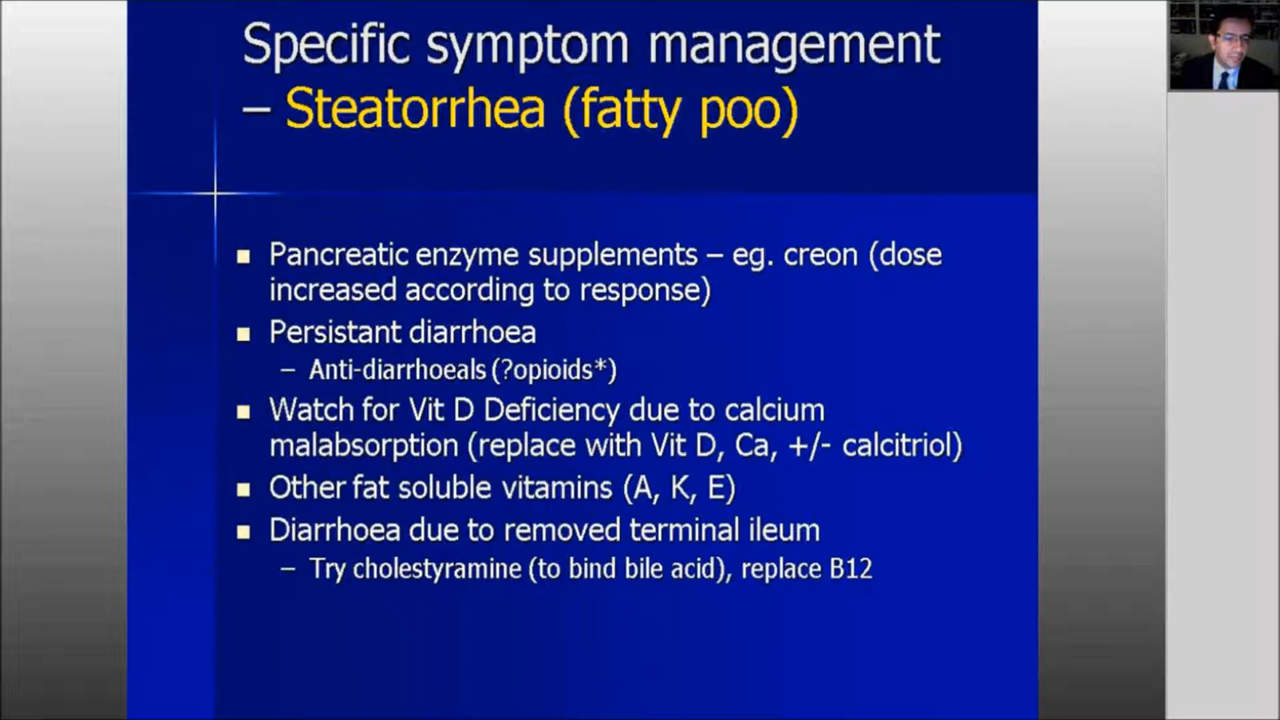 Specific symptom management
– Steatorrhea (fatty poo)
Pancreatic enzyme supplements – eg. creon (dose
increased according to response)
Persistant diarrhoea
– Anti-diarrhoeals (?opioids*)
Watch for Vit D Deficiency due to calcium
malabsorption (replace with Vit D, Ca, +/- calcitriol)
Other fat soluble vitamins (A, K, E)
Diarrhoea due to removed terminal ileum
– Try cholestyramine (to bind bile acid), replace B12